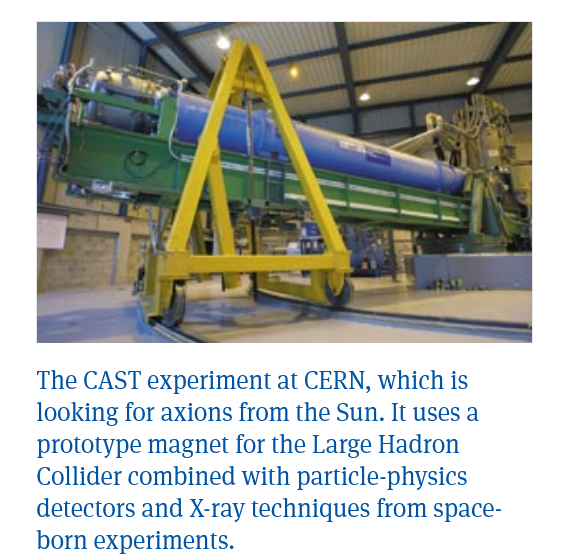 The CAST experiment at CERN, which is
looking for axions from the Sun. It uses a
prototype magnet for the Large Hadron
Collider combined with particle-physics
detectors and X-ray techniques from space-
born experiments.